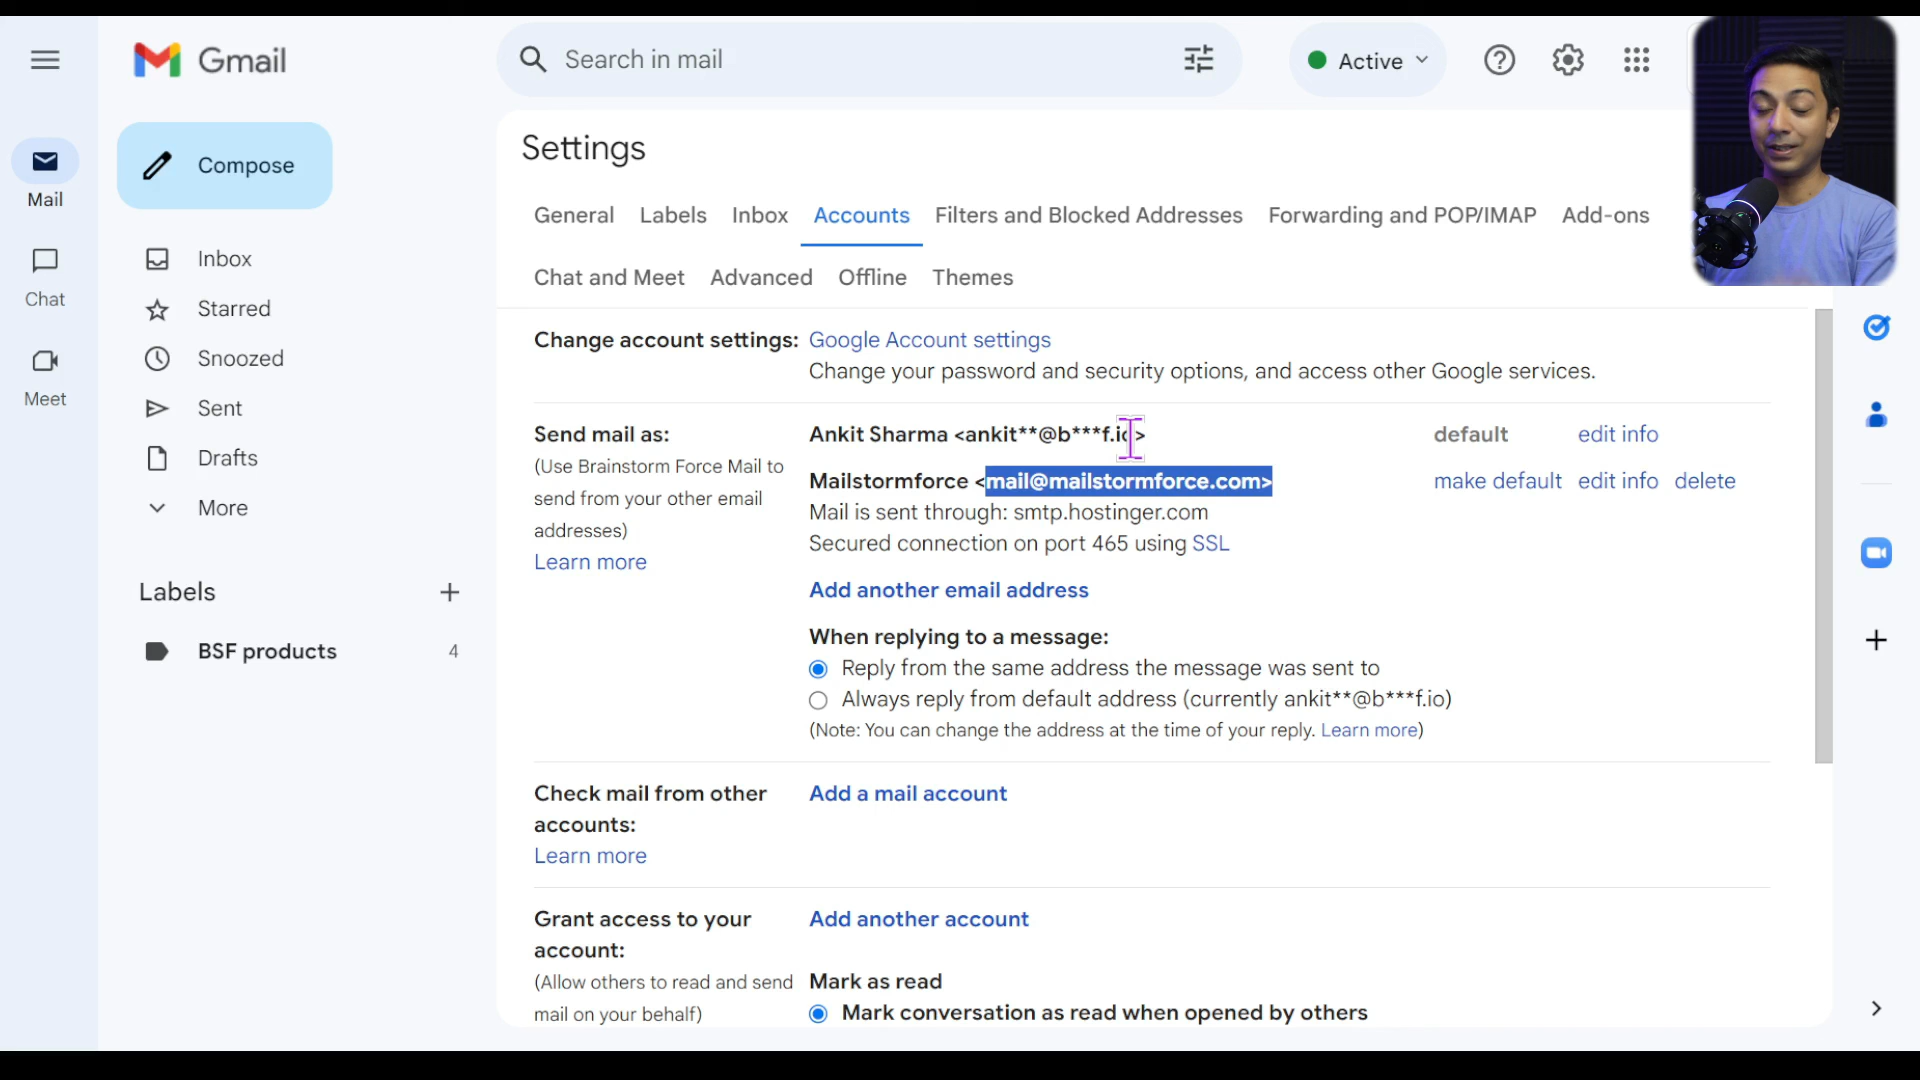 Gmail
Search in mail
Active
Mail
Chat
Meet
Compose
Inbox
Starred
Snoozed
Sent
Drafts
More
Labels
BSF products 4
Settings
General Labels Inbox Accounts Filters and Blocked Addresses Forwarding and POP/IMAP Add-ons
Chat and Meet Advanced Offline Themes
Change account settings: Google Account settings
Change your password and security options, and access other Google services.
Send mail as:
(Use Brainstorm Force Mail to
send from your other email
addresses)
Learn more
Ankit Sharma <ankit**@b***f.io> default edit info
Mailstormforce <mail@mailstormforce.com> make default edit info delete
Mail is sent through: smtp.hostinger.com
Secured connection on port 465 using SSL
Add another email address
When replying to a message:
Reply from the same address the message was sent to
Always reply from default address (currently ankit**@b***f.io)
(Note: You can change the address at the time of your reply. Learn more)
Check mail from other
accounts:
Learn more
Add a mail account
Grant access to your
account:
(Allow others to read and send
mail on your behalf)
Add another account
Mark as read
Mark conversation as read when opened by others